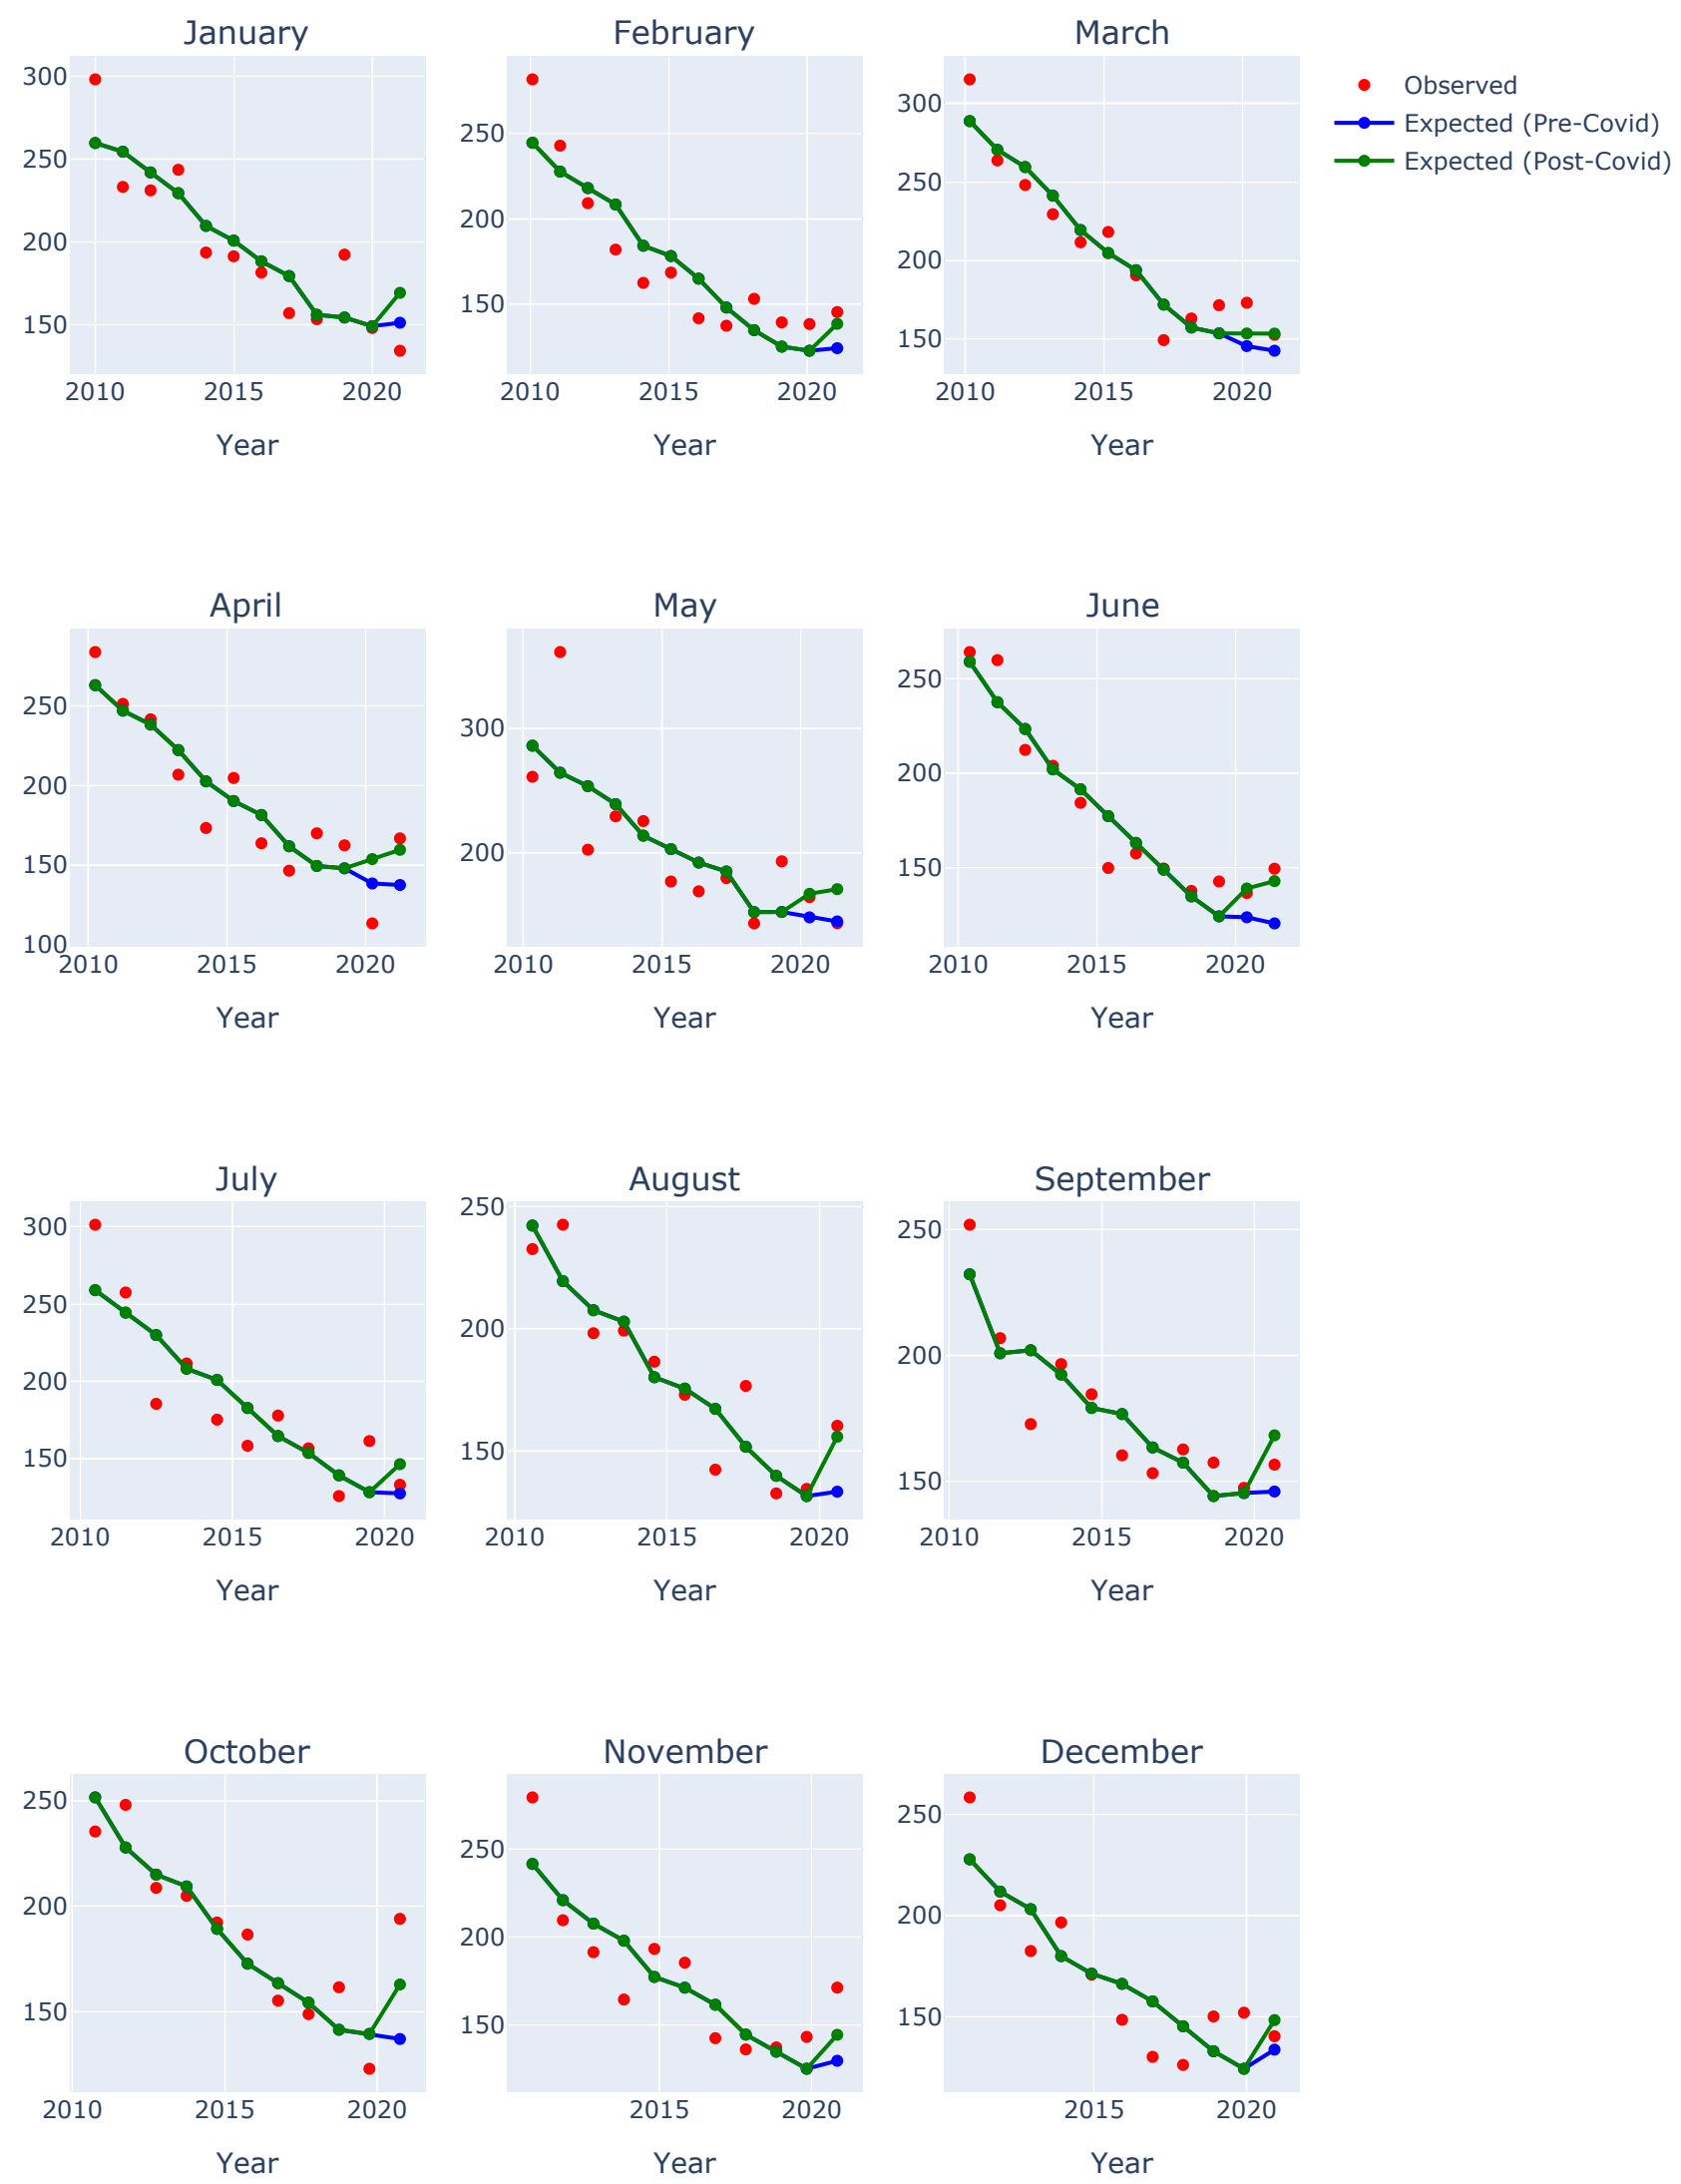 January February March
300
250
200
150
2010 2015 2020
Year
250
200
150
2010 2015 2020
Year
300
250
200
150
2010 2015 2020
Year
Observed
Expected (Pre-Covid)
Expected (Post-Covid)
April May June
250
200
150
100
2010 2015 2020
Year
300
200
2010 2015 2020
Year
250
200
150
2010 2015 2020
Year
July August September
300
250
200
150
2010 2015 2020
Year
250
200
150
2010 2015 2020
Year
250
200
150
2010 2015 2020
Year
October November December
250
200
150
2010 2015 2020
Year
250
200
150
2015 2020
Year
250
200
150
2015 2020
Year